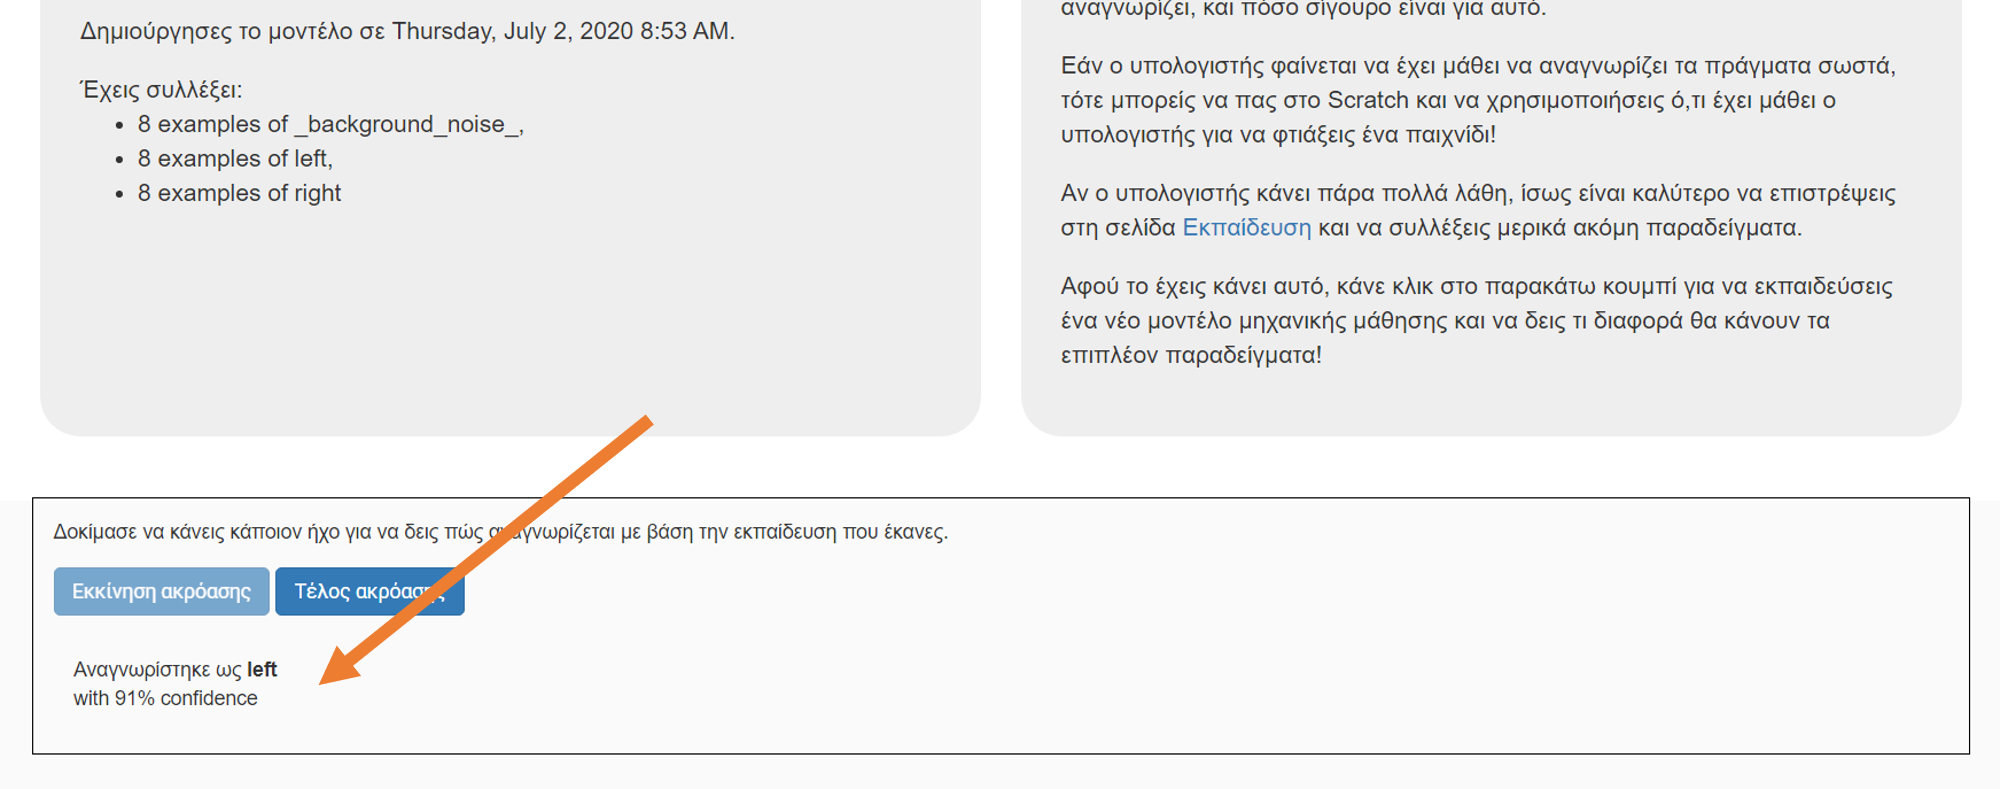 Δημιούργησες το μοντέλο σε Thursday, July 2, 2020 8:53 AM.
Έχεις συλλέξει:
• 8 examples of _background_noise_,
• 8 examples of left,
• 8 examples of right
αναγνωρίζει, και πόσο σίγουρο είναι για αυτό.
Εάν ο υπολογιστής φαίνεται να έχει μάθει να αναγνωρίζει τα πράγματα σωστά,
τότε μπορείς να πας στο Scratch και να χρησιμοποιήσεις ό,τι έχει μάθει ο
υπολογιστής για να φτιάξεις ένα παιχνίδι!
Αν ο υπολογιστής κάνει πάρα πολλά λάθη, ίσως είναι καλύτερο να επιστρέψεις
στη σελίδα Εκπαίδευση και να συλλέξεις μερικά ακόμη παραδείγματα.
Αφού το έχεις κάνει αυτό, κάνε κλικ στο παρακάτω κουμπί για να εκπαιδεύσεις
ένα νέο μοντέλο μηχανικής μάθησης και να δεις τι διαφορά θα κάνουν τα
επιπλέον παραδείγματα!
Δοκίμασε να κάνεις κάποιον ήχο για να δεις πώς αναγνωρίζεται με βάση την εκπαίδευση που έκανες.
Εκκίνηση ακρόασης
Τέλος ακρόασης
Αναγνωρίστηκε ως left
with 91% confidence